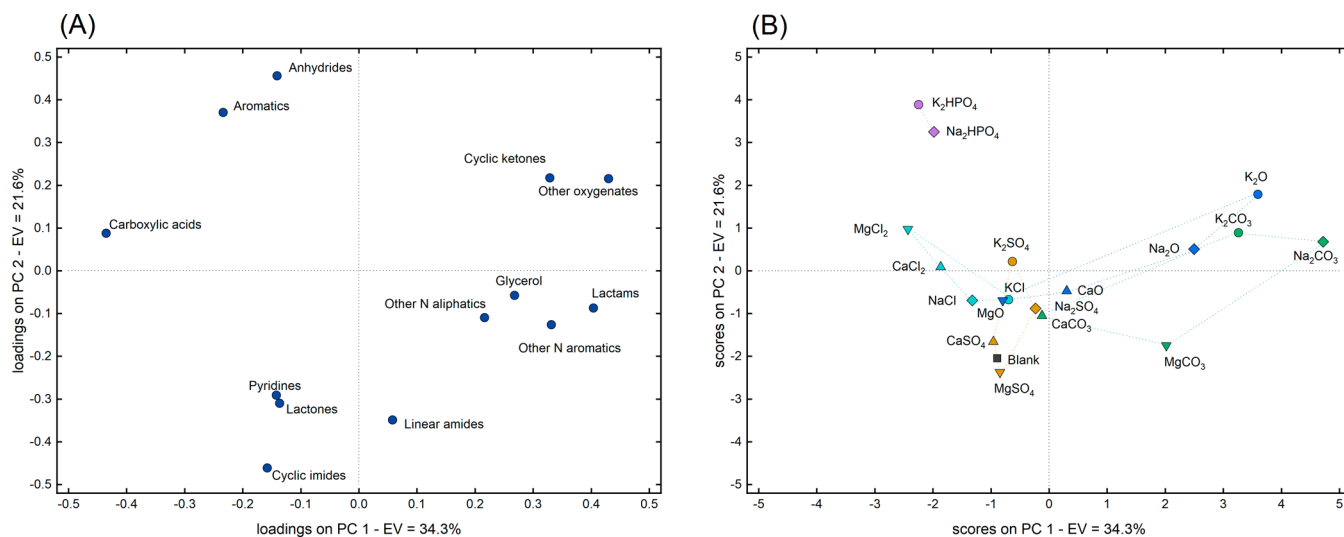 (A)
Anhydrides
Aromatics
Carboxylic acids
Cyclic ketones
Other oxygenates
Glycerol
Lactams
Other N aliphatics
Other N aromatics
Pyridines
Lactones
Linear amides
Cyclic imides
0.5
0.4
0.3
0.2
0.1
0.0
-0.1
-0.2
-0.3
-0.4
-0.5
-0.5 -0.4 -0.3 -0.2 -0.1 0.0 0.1 0.2 0.3 0.4 0.5
loadings on PC 2 - EV = 21.6%
loadings on PC 1 - EV = 34.3%
(B)
K₂HPO₄
Na₂HPO₄
K₂O
K₂CO₃
Na₂O
Na₂CO₃
MgCl₂
K₂SO₄
CaCl₂
KCl
CaO
NaCl
MgO
Na₂SO₄
CaCO₃
CaSO₄
Blank
MgSO₄
MgCO₃
5
4
3
2
1
0
-1
-2
-3
-4
-5
-5 -4 -3 -2 -1 0 1 2 3 4 5
scores on PC 2 - EV = 21.6%
scores on PC 1 - EV = 34.3%